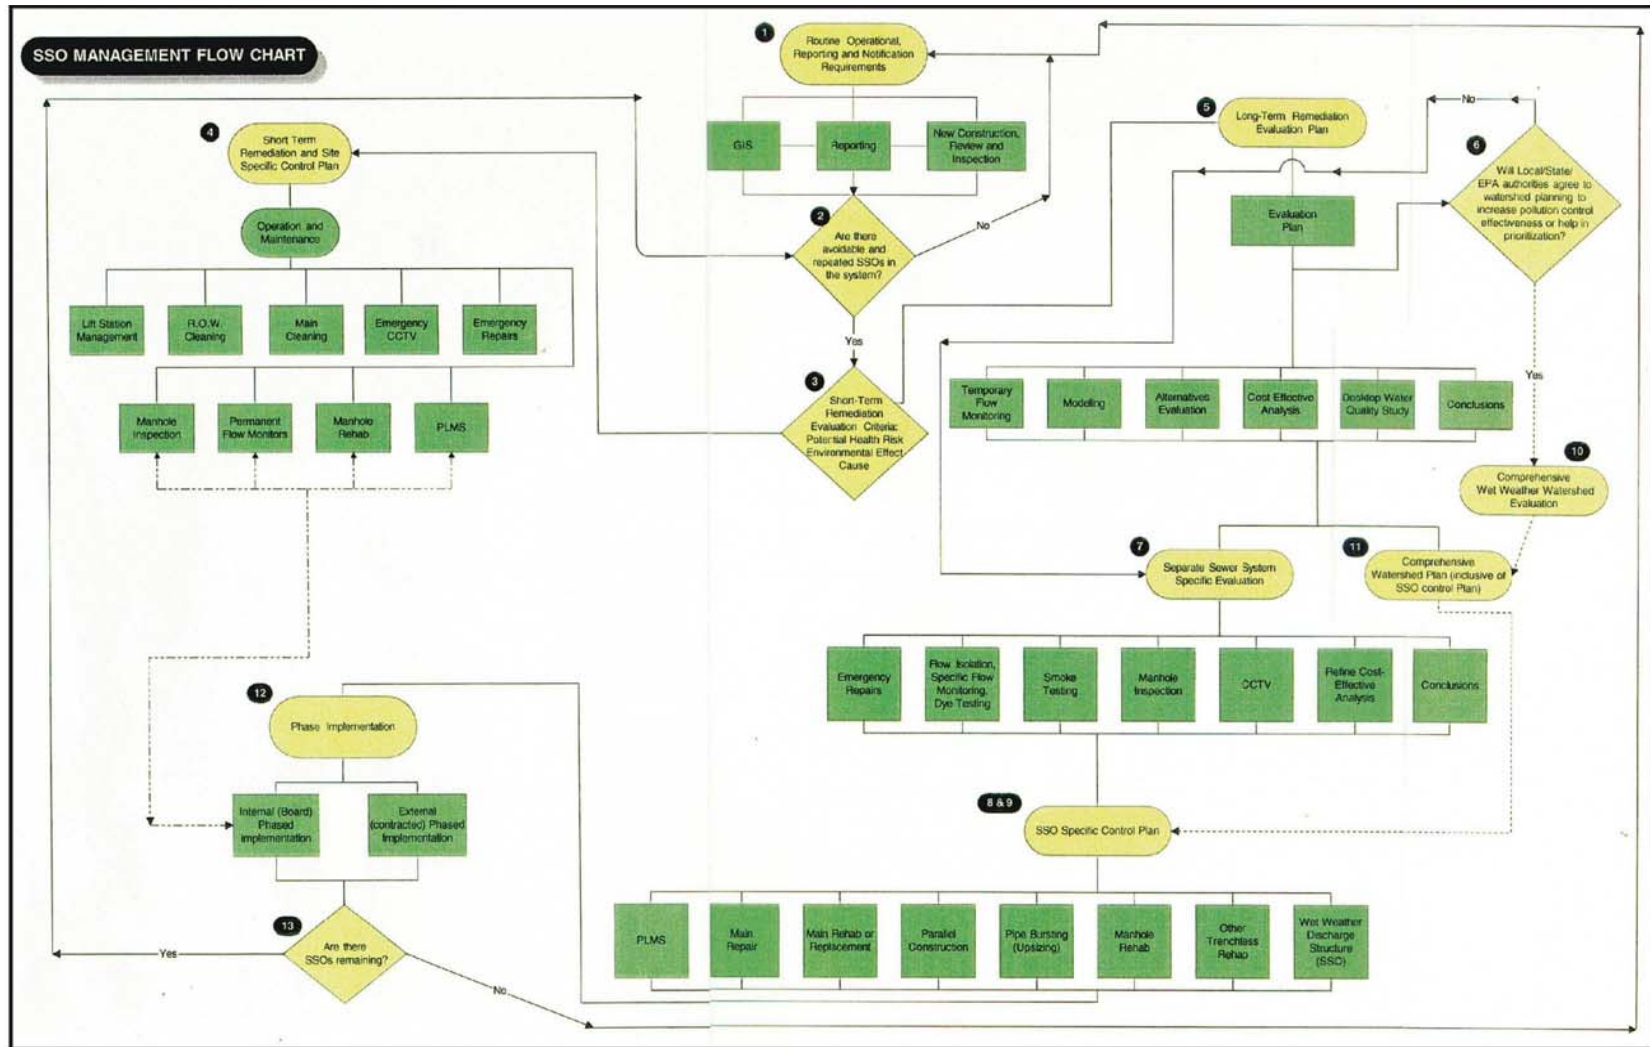 SSO MANAGEMENT FLOW CHART
1
Routine Operational,
Reporting and Notification
Requirements
GIS
Reporting
New Construction,
Review and
Inspection
2
Are there
avoidable and
repeated SSOs in
the system?
No
Yes
3
Short-Term
Remediation
Evaluation Criteria:
Potential Health Risk
Environmental Effect
Cause
4
Short Term
Remediation and Site
Specific Control Plan
Operation and
Maintenance
Lift Station
Management
R.O.W.
Cleaning
Main
Cleaning
Emergency
CCTV
Emergency
Repairs
Manhole
Inspection
Permanent
Flow Monitors
Manhole
Rehab
PLMS
5
Long-Term Remediation
Evaluation Plan
Evaluation
Plan
No
6
Will Local/State/
EPA authorities agree to
watershed planning to
increase pollution control
effectiveness or help in
prioritization?
Yes
Temporary
Flow
Monitoring
Modeling
Alternatives
Evaluation
Cost Effective
Analysis
Desktop Water
Quality Study
Conclusions
10
Comprehensive
Wet Weather Watershed
Evaluation
7
Separate Sewer System
Specific Evaluation
11
Comprehensive
Watershed Plan (inclusive of
SSO control Plan)
Emergency
Repairs
Flow Isolation,
Specific Flow
Monitoring,
Dye Testing
Smoke
Testing
Manhole
Inspection
CCTV
Refine Cost-
Effective
Analysis
Conclusions
8 & 9
SSO Specific Control Plan
PLMS
Main
Repair
Main Rehab or
Replacement
Parallel
Construction
Pipe Bursting
(Upsizing)
Manhole
Rehab
Other
Trenchless
Rehap
Wet Weather
Discharge
Structure
(SSO)
12
Phase Implementation
Internal (Board)
Phased
implementation
External
(contracted) Phased
Implementation
13
Are there
SSOs remaining?
Yes
No